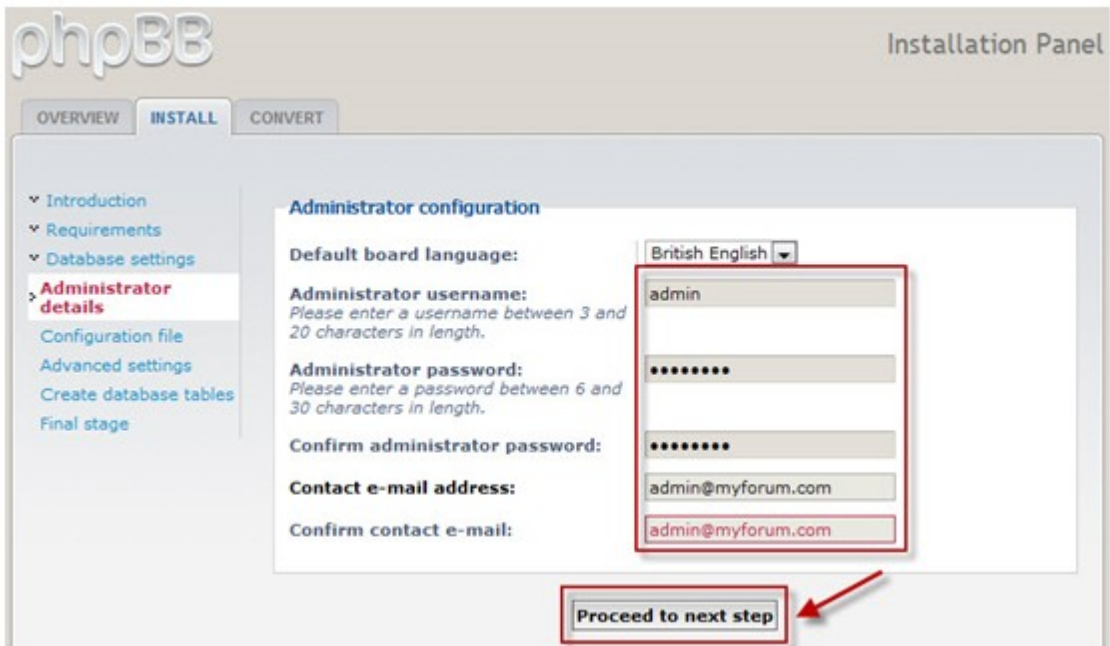 phpBB
Installation Panel
OVERVIEW INSTALL CONVERT
Introduction
Requirements
Database settings
Administrator
details
Configuration file
Advanced settings
Create database tables
Final stage
Administrator configuration
Default board language: British English
Administrator username: admin
Please enter a username between 3 and
20 characters in length.
Administrator password: ••••••••
Please enter a password between 6 and
30 characters in length.
Confirm administrator password: ••••••••
Contact e-mail address: admin@myforum.com
Confirm contact e-mail: admin@myforum.com
Proceed to next step